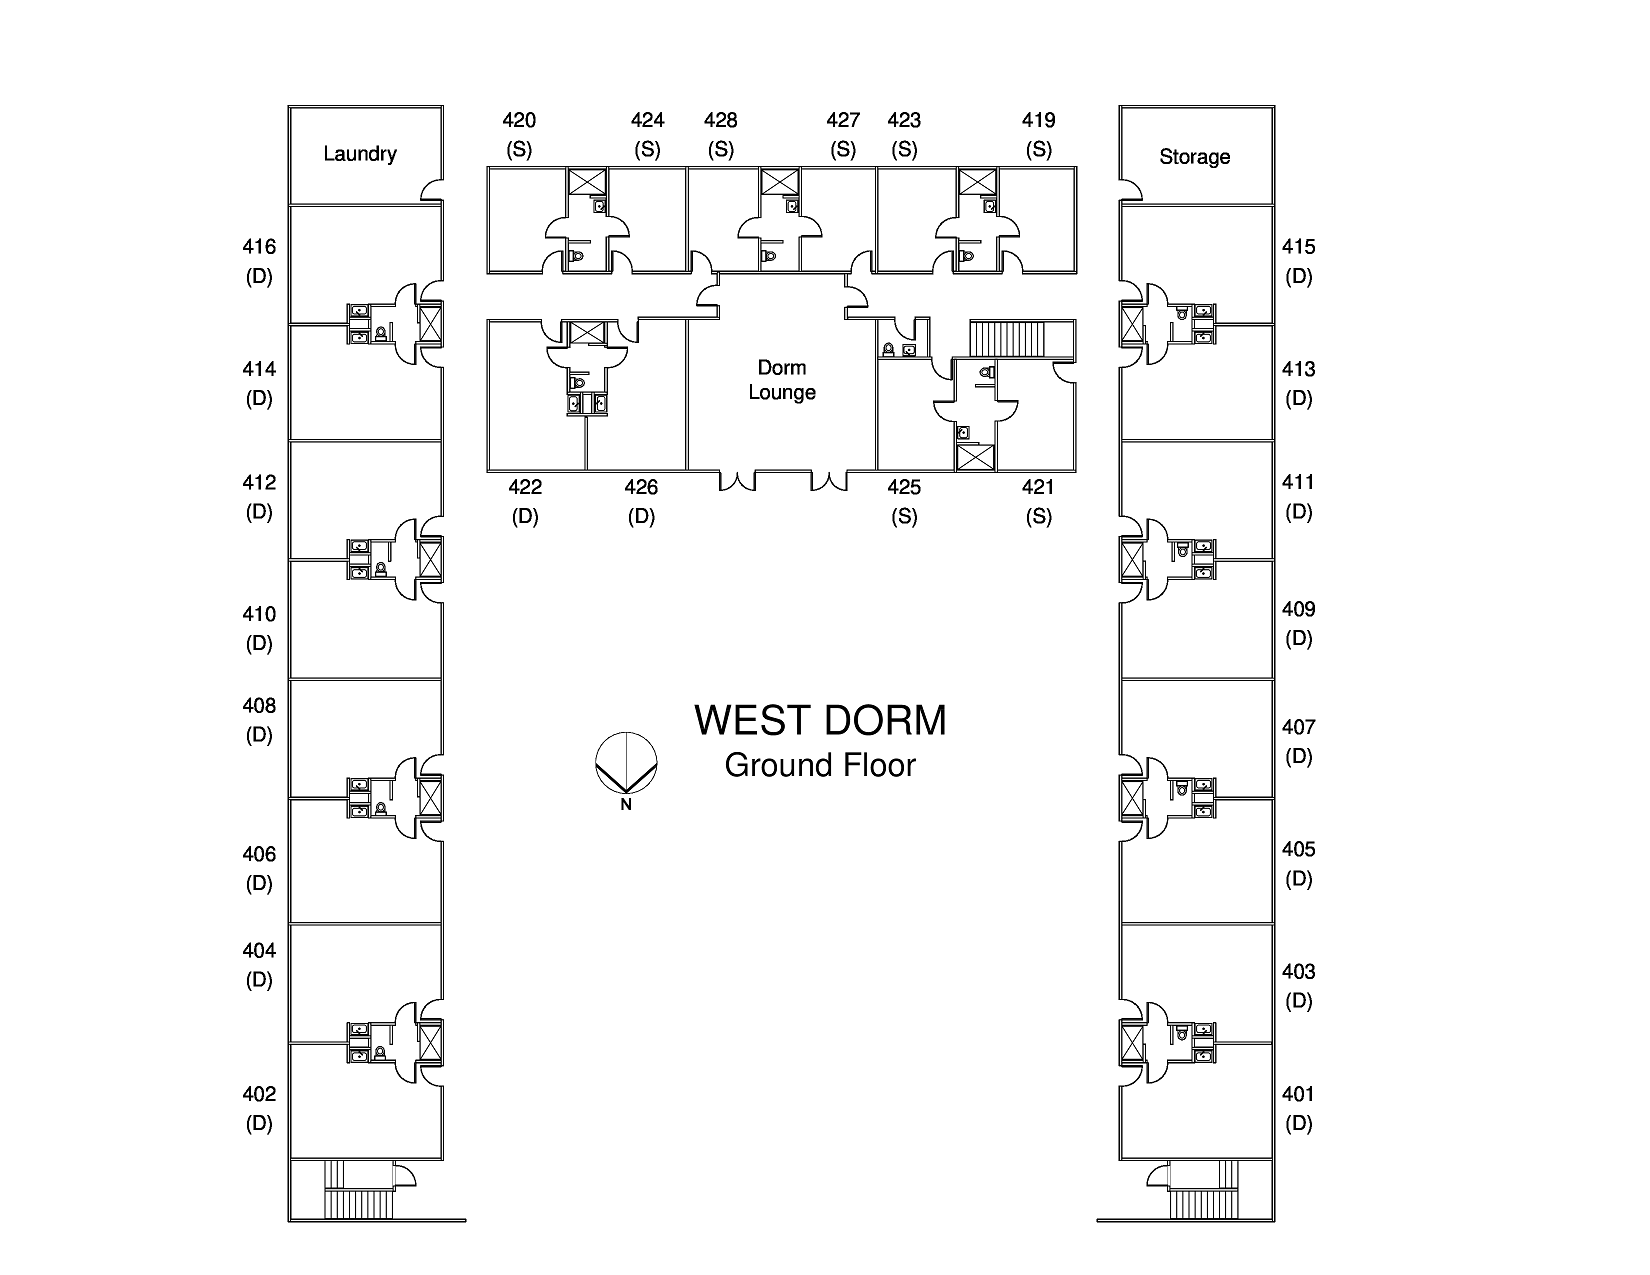 420 424 428 427 423 419
(S) (S) (S) (S) (S) (S)
Laundry
Storage
416
(D)
415
(D)
414
(D)
Dorm
Lounge
413
(D)
412
(D)
422 426 425 421
(D) (D) (S) (S)
411
(D)
410
(D)
409
(D)
408
(D)
WEST DORM
Ground Floor
N
407
(D)
406
(D)
405
(D)
404
(D)
403
(D)
402
(D)
401
(D)